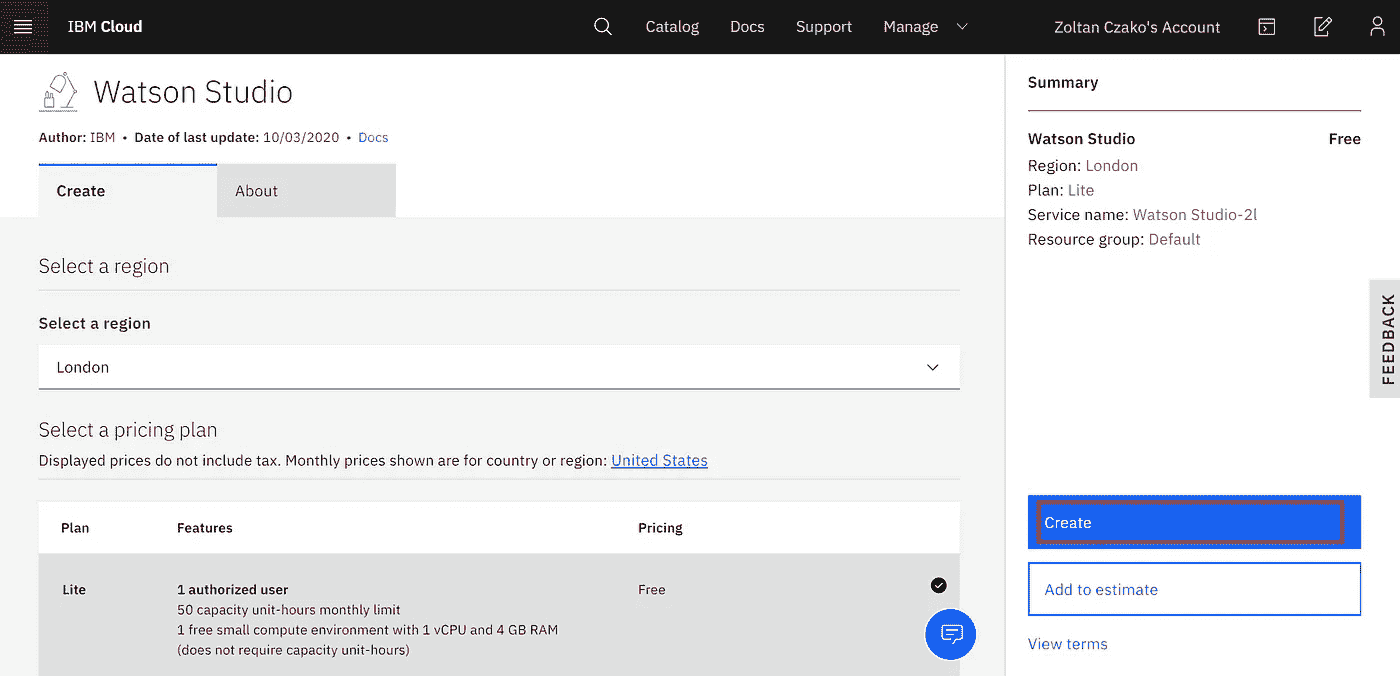 IBM Cloud
Catalog
Docs
Support
Manage
Zoltan Czako's Account
Watson Studio
Author: IBM • Date of last update: 10/03/2020 • Docs
Create
About
Select a region
Select a region
London
Select a pricing plan
Displayed prices do not include tax. Monthly prices shown are for country or region: United States
Plan
Features
Pricing
Lite
1 authorized user
Free
50 capacity unit-hours monthly limit
1 free small compute environment with 1 vCPU and 4 GB RAM
(does not require capacity unit-hours)
Summary
Watson Studio
Free
Region: London
Plan: Lite
Service name: Watson Studio-2l
Resource group: Default
FEEDBACK
Create
Add to estimate
View terms